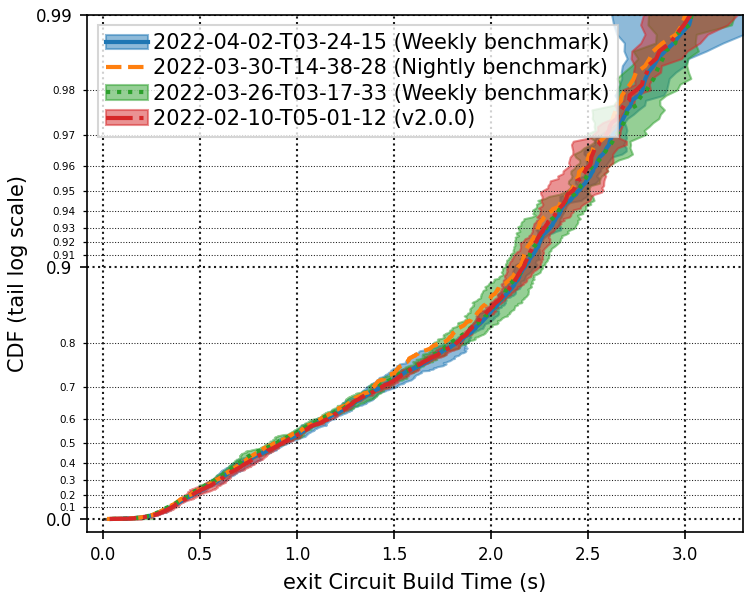 0.99
2022-04-02-T03-24-15 (Weekly benchmark)
2022-03-30-T14-38-28 (Nightly benchmark)
2022-03-26-T03-17-33 (Weekly benchmark)
2022-02-10-T05-01-12 (v2.0.0)
0.98
0.97
0.96
0.95
0.94
0.93
0.92
0.91
0.9
0.8
0.7
0.6
0.5
0.4
0.3
0.2
0.1
0.0
CDF (tail log scale)
0.0 0.5 1.0 1.5 2.0 2.5 3.0
exit Circuit Build Time (s)